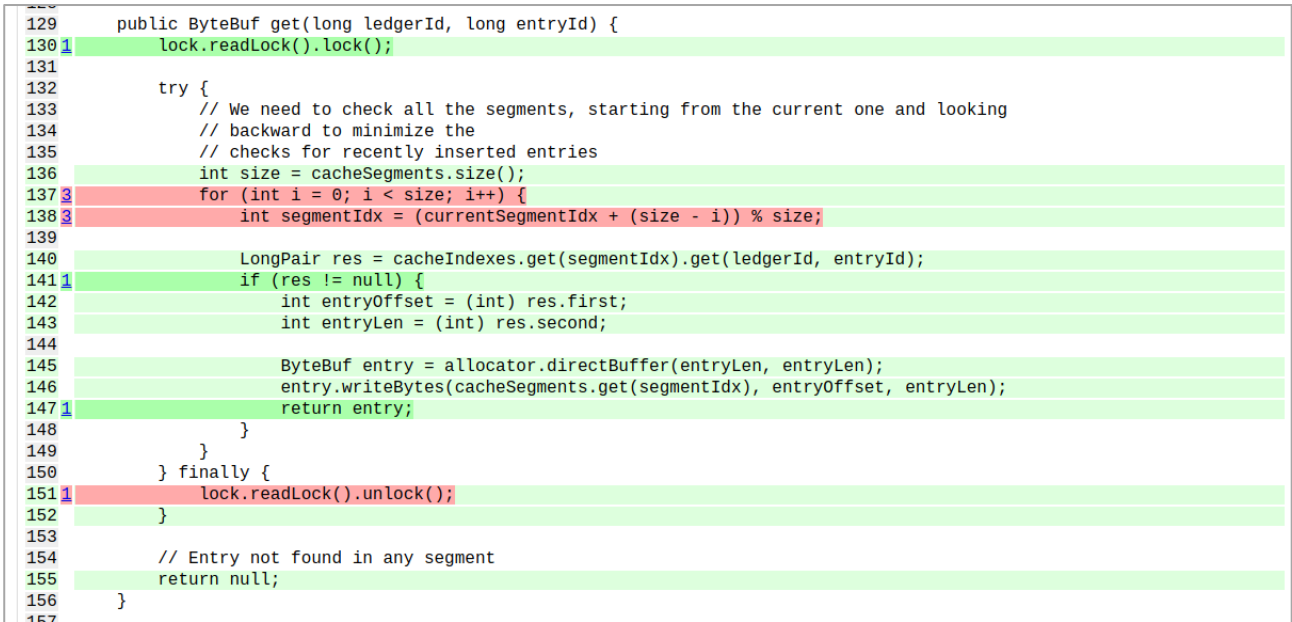 129 public ByteBuf get(long ledgerId, long entryId) {
130 1 lock.readLock().lock();
131
132 try {
133 // We need to check all the segments, starting from the current one and looking
134 // backward to minimize the
135 // checks for recently inserted entries
136 int size = cacheSegments.size();
137 3 for (int i = 0; i < size; i++) {
138 3 int segmentIdx = (currentSegmentIdx + (size - i)) % size;
139
140 LongPair res = cacheIndexes.get(segmentIdx).get(ledgerId, entryId);
141 1 if (res != null) {
142 int entryOffset = (int) res.first;
143 int entryLen = (int) res.second;
144
145 ByteBuf entry = allocator.directBuffer(entryLen, entryLen);
146 entry.writeBytes(cacheSegments.get(segmentIdx), entryOffset, entryLen);
147 1 return entry;
148 }
149 }
150 } finally {
151 1 lock.readLock().unlock();
152 }
153
154 // Entry not found in any segment
155 return null;
156 }
157